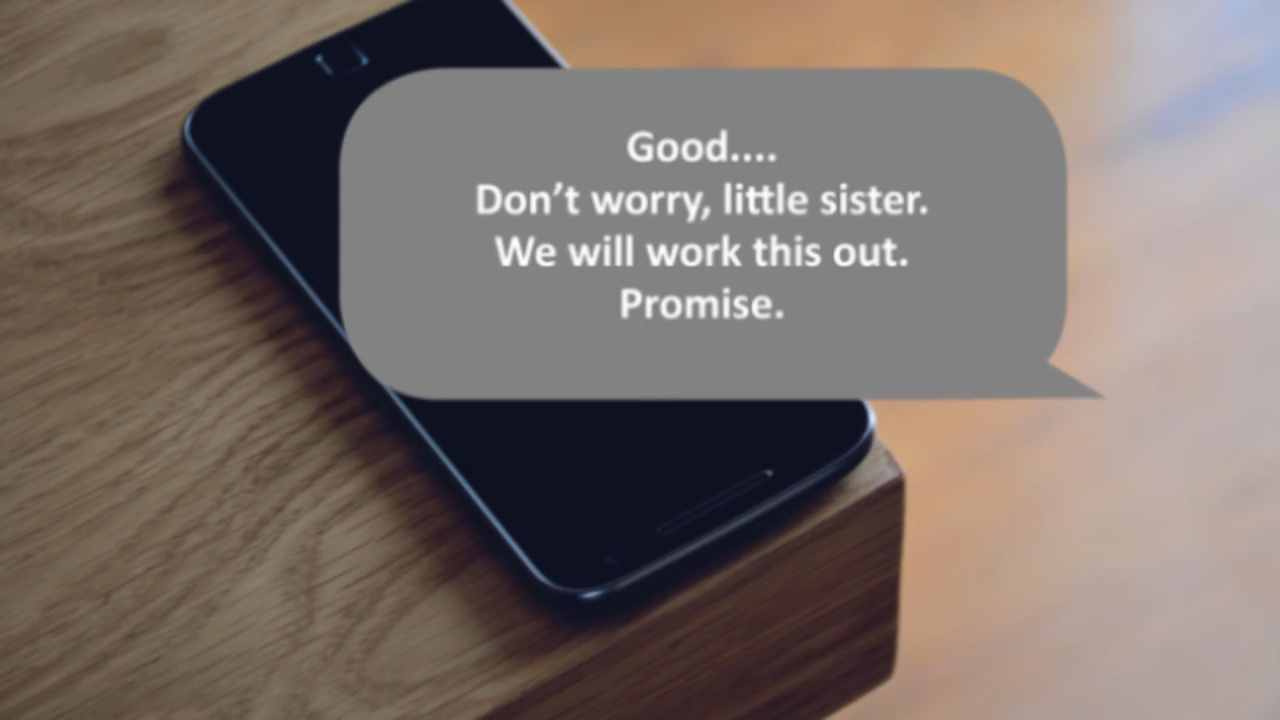 Good....
Don’t worry, little sister.
We will work this out.
Promise.